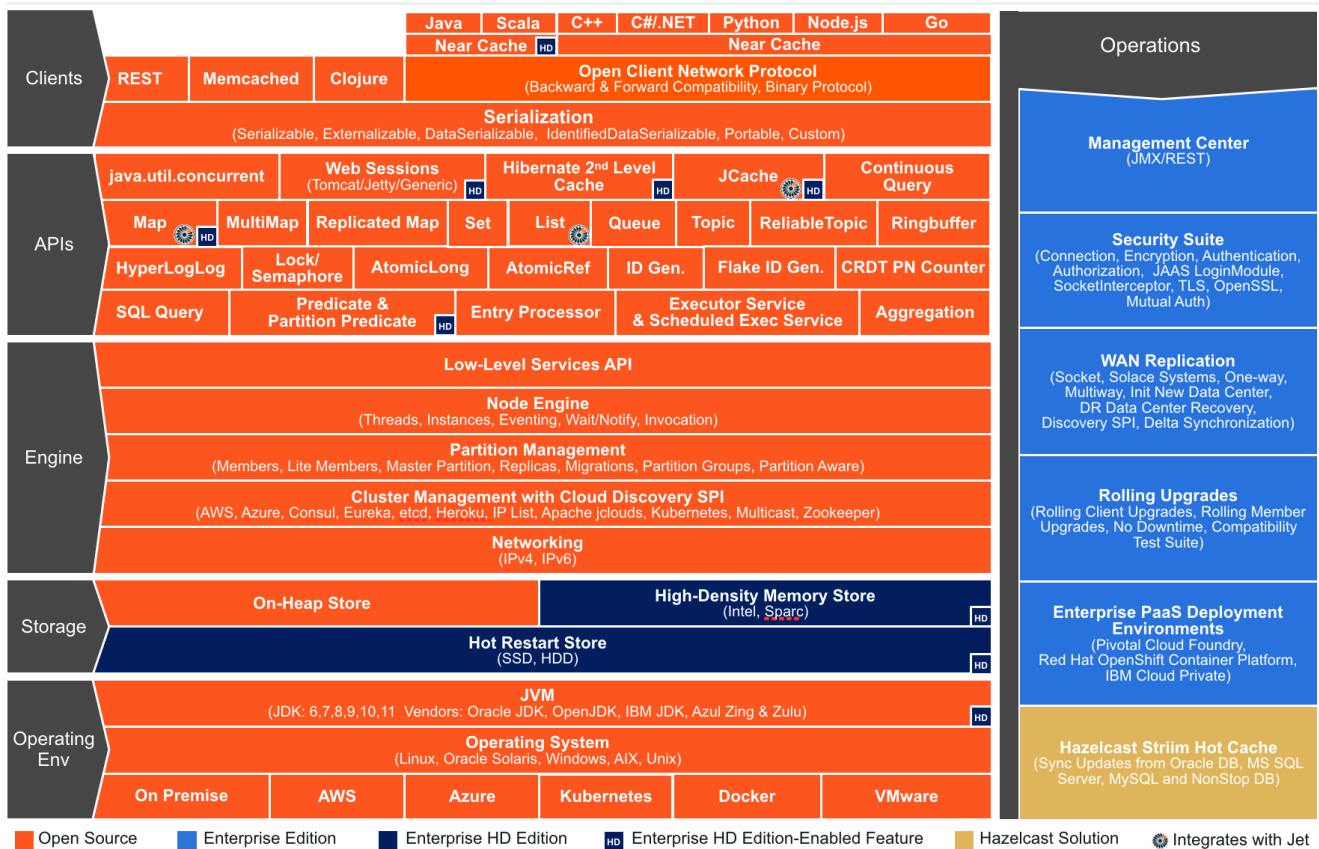 Clients
Java Scala C++ C#/.NET Python Node.js Go
Near Cache HD Near Cache
REST Memcached Clojure Open Client Network Protocol
(Backward & Forward Compatibility, Binary Protocol)
Serialization
(Serializable, Externalizable, DataSerializable, IdentifiedDataSerializable, Portable, Custom)
APIs
java.util.concurrent
Web Sessions
(Tomcat/Jetty/Generic) HD
Hibernate 2nd Level
Cache HD
JCache HD
Continuous
Query
Map HD MultiMap Replicated Map Set List Queue Topic ReliableTopic Ringbuffer
HyperLogLog
Lock/
Semaphore
AtomicLong AtomicRef ID Gen. Flake ID Gen. CRDT PN Counter
SQL Query
Predicate &
Partition Predicate HD
Entry Processor
Executor Service
& Scheduled Exec Service
Aggregation
Engine
Low-Level Services API
Node Engine
(Threads, Instances, Eventing, Wait/Notify, Invocation)
Partition Management
(Members, Lite Members, Master Partition, Replicas, Migrations, Partition Groups, Partition Aware)
Cluster Management with Cloud Discovery SPI
(AWS, Azure, Consul, Eureka, etcd, Heroku, IP List, Apache jclouds, Kubernetes, Multicast, Zookeeper)
Networking
(IPv4, IPv6)
Storage
On-Heap Store
High-Density Memory Store
(Intel, Sparc)
HD
Hot Restart Store
(SSD, HDD)
HD
Operating
Env
JVM
(JDK: 6,7,8,9,10,11 Vendors: Oracle JDK, OpenJDK, IBM JDK, Azul Zing & Zulu)
HD
Operating System
(Linux, Oracle Solaris, Windows, AIX, Unix)
On Premise AWS Azure Kubernetes Docker VMware
Operations
Management Center
(JMX/REST)
Security Suite
(Connection, Encryption, Authentication,
Authorization, JAAS LoginModule,
SocketInterceptor, TLS, OpenSSL,
Mutual Auth)
WAN Replication
(Socket, Solace Systems, One-way,
Multiway, Init New Data Center,
DR Data Center Recovery,
Discovery SPI, Delta Synchronization)
Rolling Upgrades
(Rolling Client Upgrades, Rolling Member
Upgrades, No Downtime, Compatibility
Test Suite)
Enterprise PaaS Deployment
Environments
(Pivotal Cloud Foundry,
Red Hat OpenShift Container Platform,
IBM Cloud Private)
Hazelcast Striim Hot Cache
(Sync Updates from Oracle DB, MS SQL
Server, MySQL and NonStop DB)
Open Source Enterprise Edition Enterprise HD Edition HD Enterprise HD Edition-Enabled Feature Hazelcast Solution Integrates with Jet